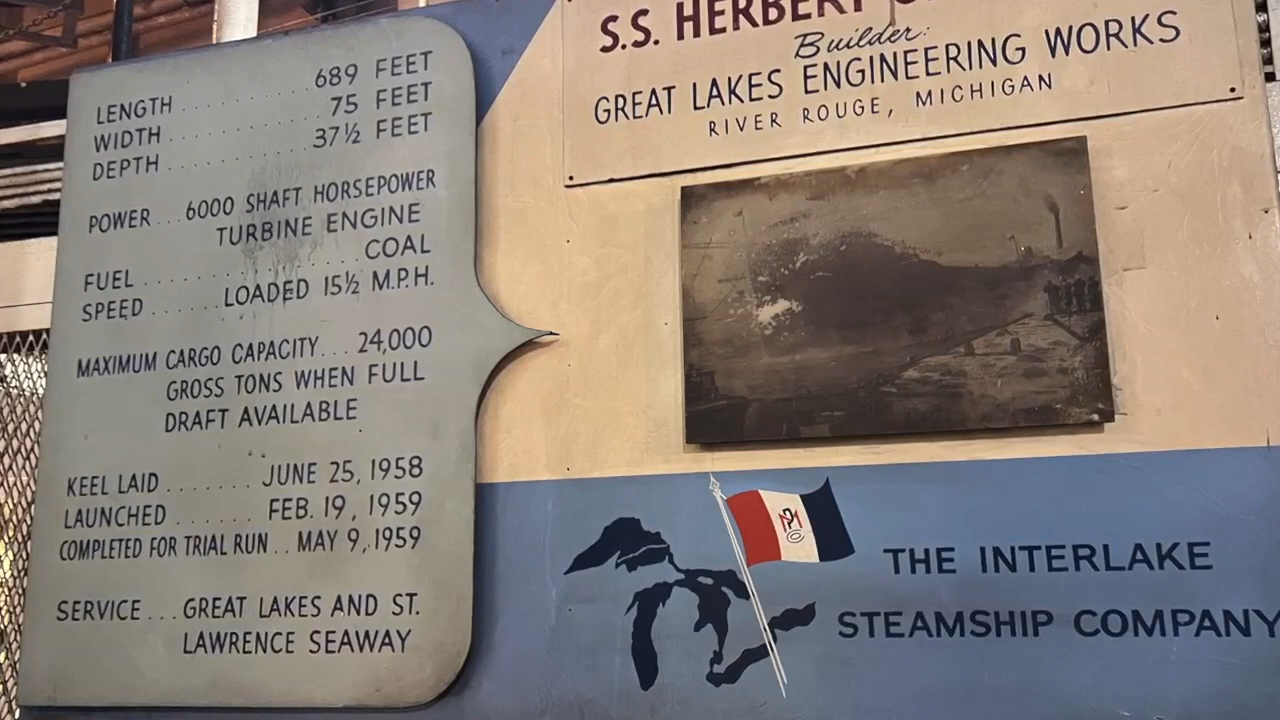 LENGTH .......... 689 FEET
WIDTH .......... 75 FEET
DEPTH .......... 37½ FEET
POWER ... 6000 SHAFT HORSEPOWER
TURBINE ENGINE
FUEL .......... COAL
SPEED ...... LOADED 15½ M.P.H.
MAXIMUM CARGO CAPACITY... 24,000
GROSS TONS WHEN FULL
DRAFT AVAILABLE
KEEL LAID ....... JUNE 25, 1958
LAUNCHED ...... FEB. 19, 1959
COMPLETED FOR TRIAL RUN .. MAY 9, 1959
SERVICE ... GREAT LAKES AND ST.
LAWRENCE SEAWAY
S.S. HERBERT
Builder:
GREAT LAKES ENGINEERING WORKS
RIVER ROUGE, MICHIGAN
THE INTERLAKE
STEAMSHIP COMPANY